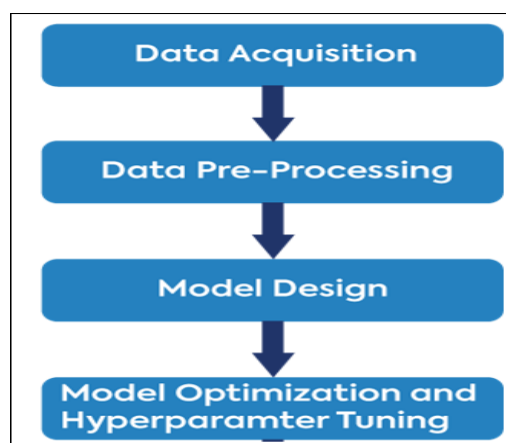 Data Acquisition
Data Pre-Processing
Model Design
Model Optimization and
Hyperparamter Tuning